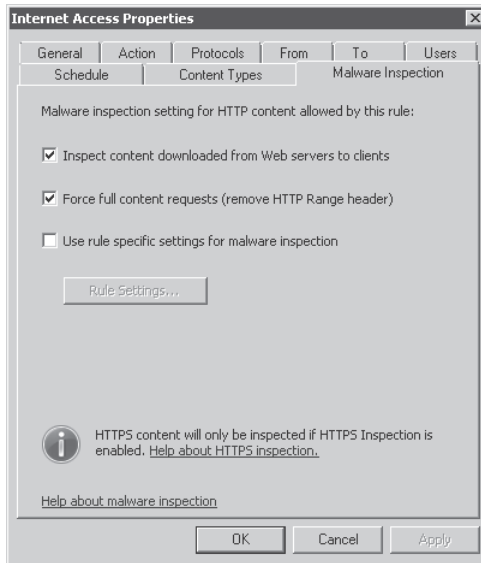 Internet Access Properties
General Action Protocols From To Users
Schedule Content Types Malware Inspection
Malware inspection setting for HTTP content allowed by this rule:
Inspect content downloaded from Web servers to clients
Force full content requests (remove HTTP Range header)
Use rule specific settings for malware inspection
Rule Settings...
HTTPS content will only be inspected if HTTPS Inspection is
enabled. Help about HTTPS inspection.
Help about malware inspection
OK Cancel Apply